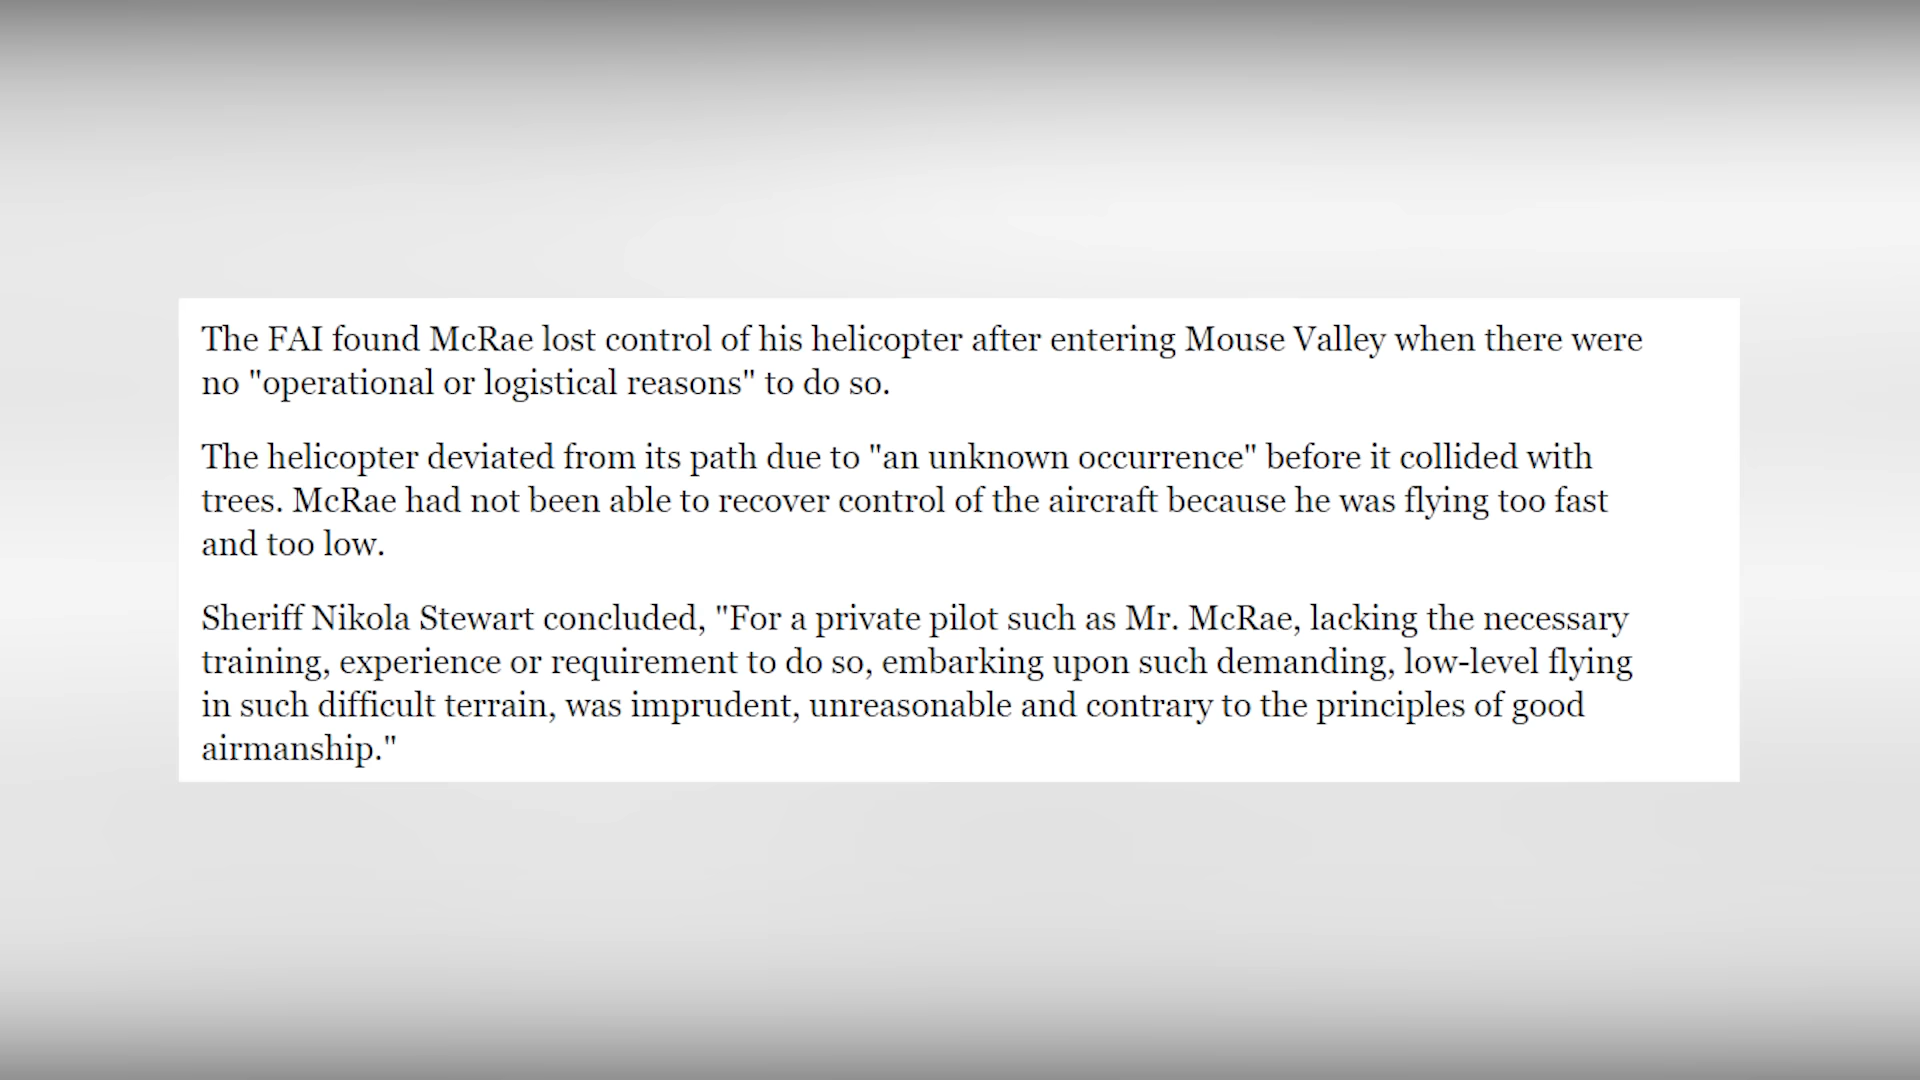 The FAI found McRae lost control of his helicopter after entering Mouse Valley when there were
no "operational or logistical reasons" to do so.
The helicopter deviated from its path due to "an unknown occurrence" before it collided with
trees. McRae had not been able to recover control of the aircraft because he was flying too fast
and too low.
Sheriff Nikola Stewart concluded, "For a private pilot such as Mr. McRae, lacking the necessary
training, experience or requirement to do so, embarking upon such demanding, low-level flying
in such difficult terrain, was imprudent, unreasonable and contrary to the principles of good
airmanship."